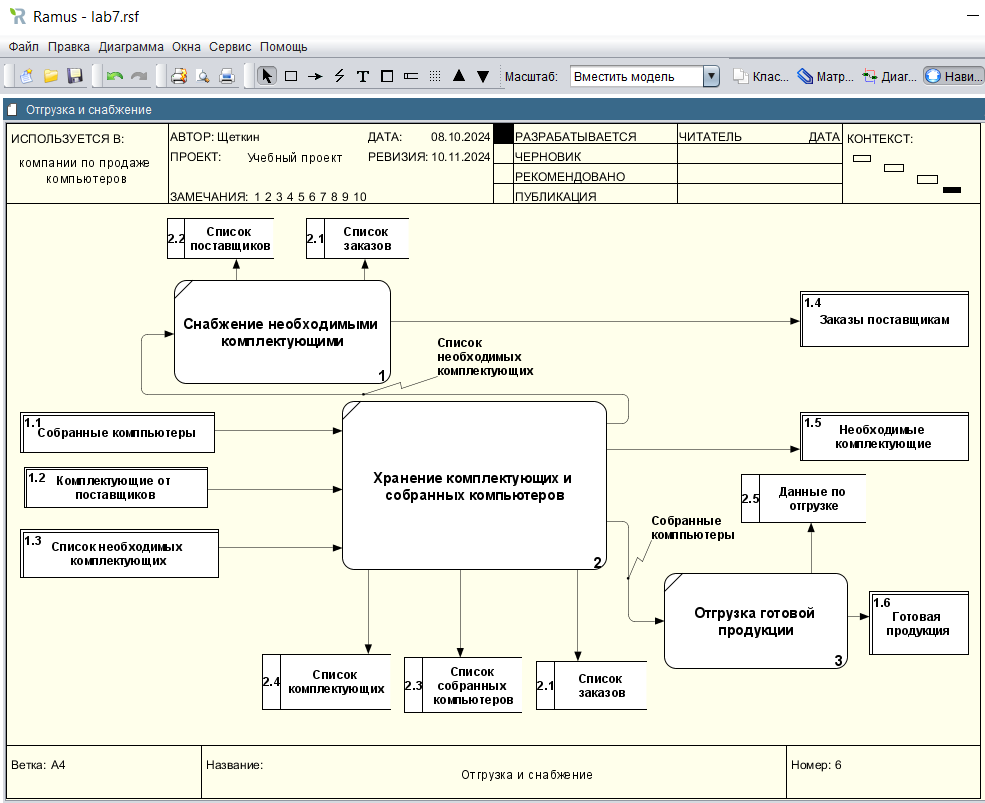 Ramus - lab7.rsf
Файл Правка Диаграмма Окна Сервис Помощь
Масштаб: Вместить модель Клас... Матр... Диаг... Нави...
Отгрузка и снабжение
ИСПОЛЬЗУЕТСЯ В:
компании по продаже
компьютеров
АВТОР: Щеткин ДАТА: 08.10.2024
ПРОЕКТ: Учебный проект РЕВИЗИЯ: 10.11.2024
ЗАМЕЧАНИЯ: 1 2 3 4 5 6 7 8 9 10
РАЗРАБАТЫВАЕТСЯ
ЧЕРНОВИК
РЕКОМЕНДОВАНО
ПУБЛИКАЦИЯ
ЧИТАТЕЛЬ ДАТА
КОНТЕКСТ:
2.2
Список
поставщиков
2.1
Список
заказов
Снабжение необходимыми
комплектующими
1
1.4
Заказы поставщикам
Список
необходимых
комплектующих
1.1
Собранные комппьютеры
1.2
Комплектующие от
поставщиков
1.3
Список необходимых
комплектующих
Хранение комплектующих и
собранных компьютеров
2
1.5
Необходимые
комплектующие
2.5
Данные по
отгрузке
Собранные
комппьютеры
Отгрузка готовой
продукции
3
1.6
Готовая
продукция
2.4
Список
комплектующих
2.3
Список
собранных
компьютеров
2.1
Список
заказов
Ветка: A4
Название:
Отгрузка и снабжение
Номер: 6